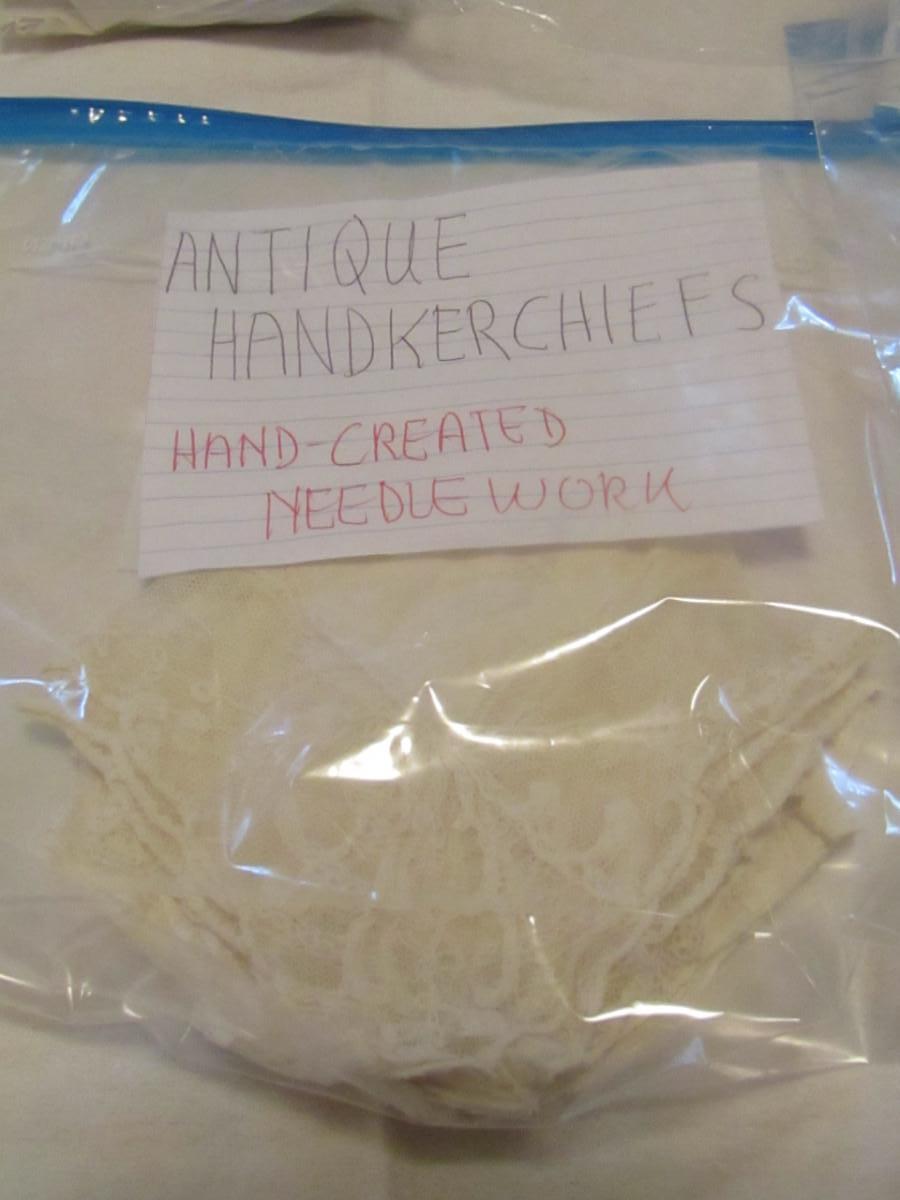 ANTIQUE
HANDKERCHIEFS
HAND-CREATED
NEEDLEWORK